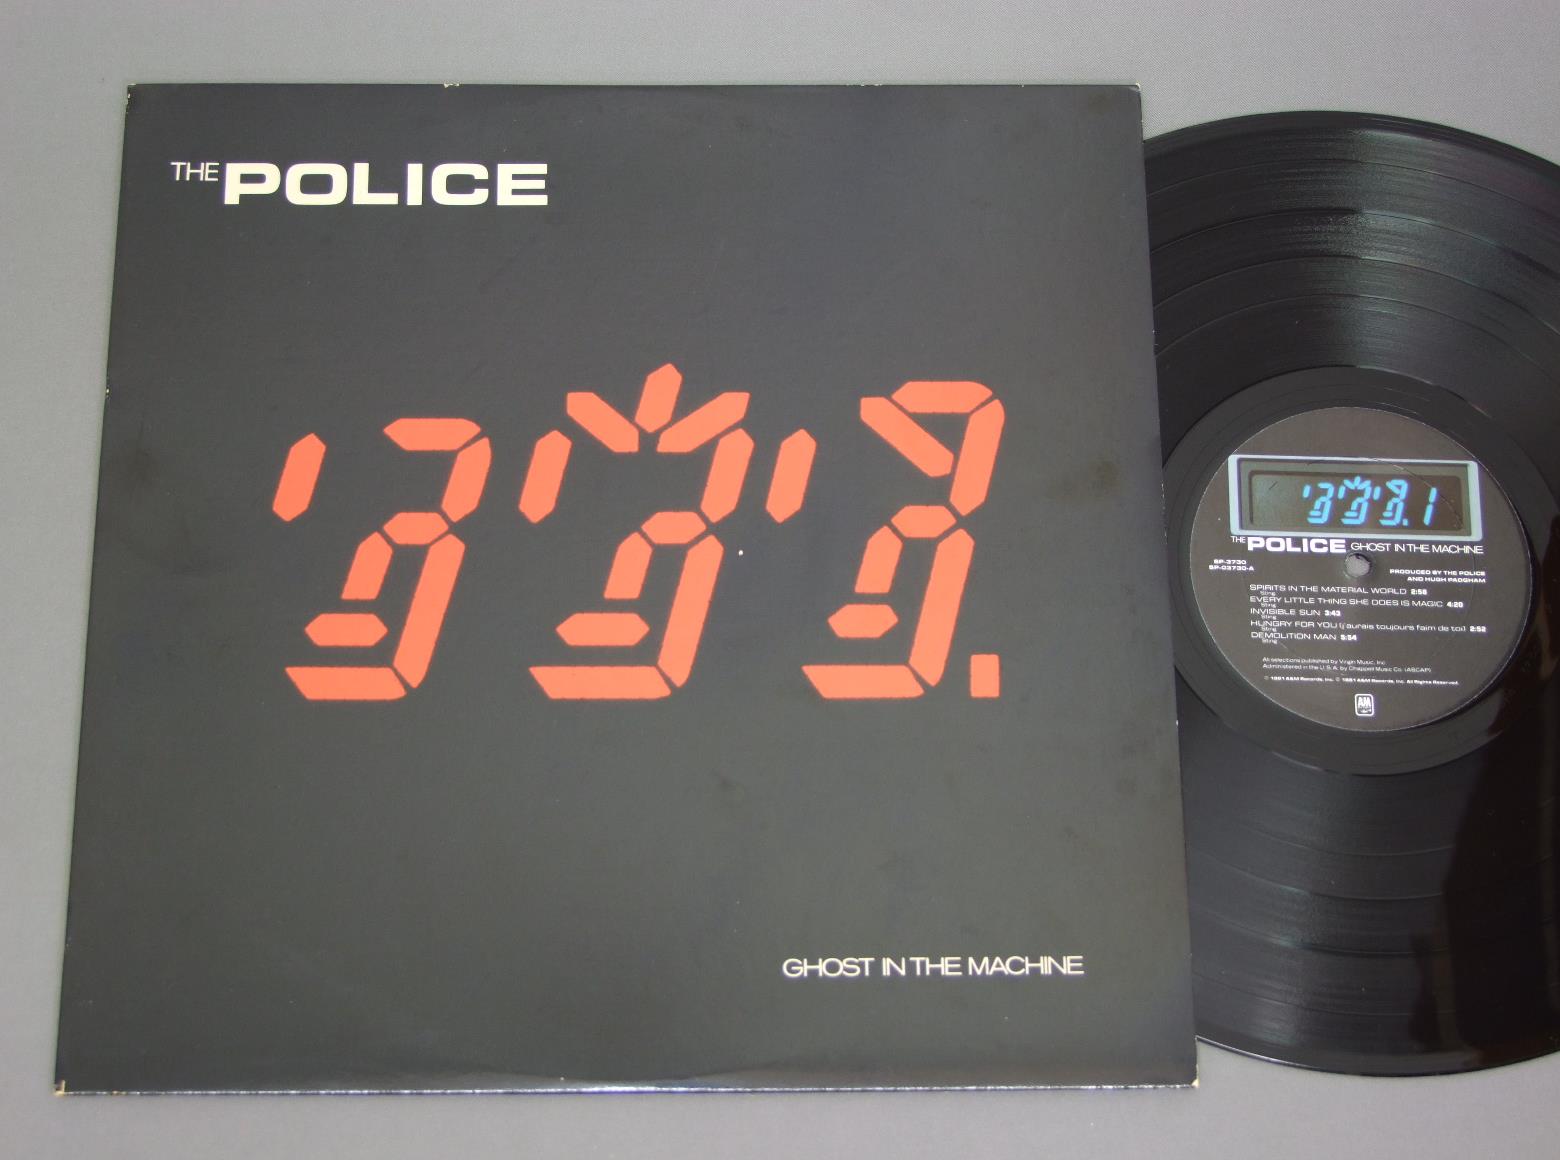 THE POLICE
GHOST IN THE MACHINE
1
THE POLICE GHOST IN THE MACHINE
SP-3730
SP-03730-A
PRODUCED BY THE POLICE
AND HUGH PADGHAM
SPIRITS IN THE MATERIAL WORLD 2:58
Sting
EVERY LITTLE THING SHE DOES IS MAGIC 4:20
Sting
INVISIBLE SUN 3:43
Sting
HUNGRY FOR YOU (j'aurais toujours faim de toi) 2:52
Sting
DEMOLITION MAN 5:54
Sting
All selections published by Virgin Music, Inc
Administered in the U.S.A. by Chappell Music Co. (ASCAP)
℗ 1981 A&M Records, Inc. © 1981 A&M Records, Inc. All Rights Reserved.
A&M